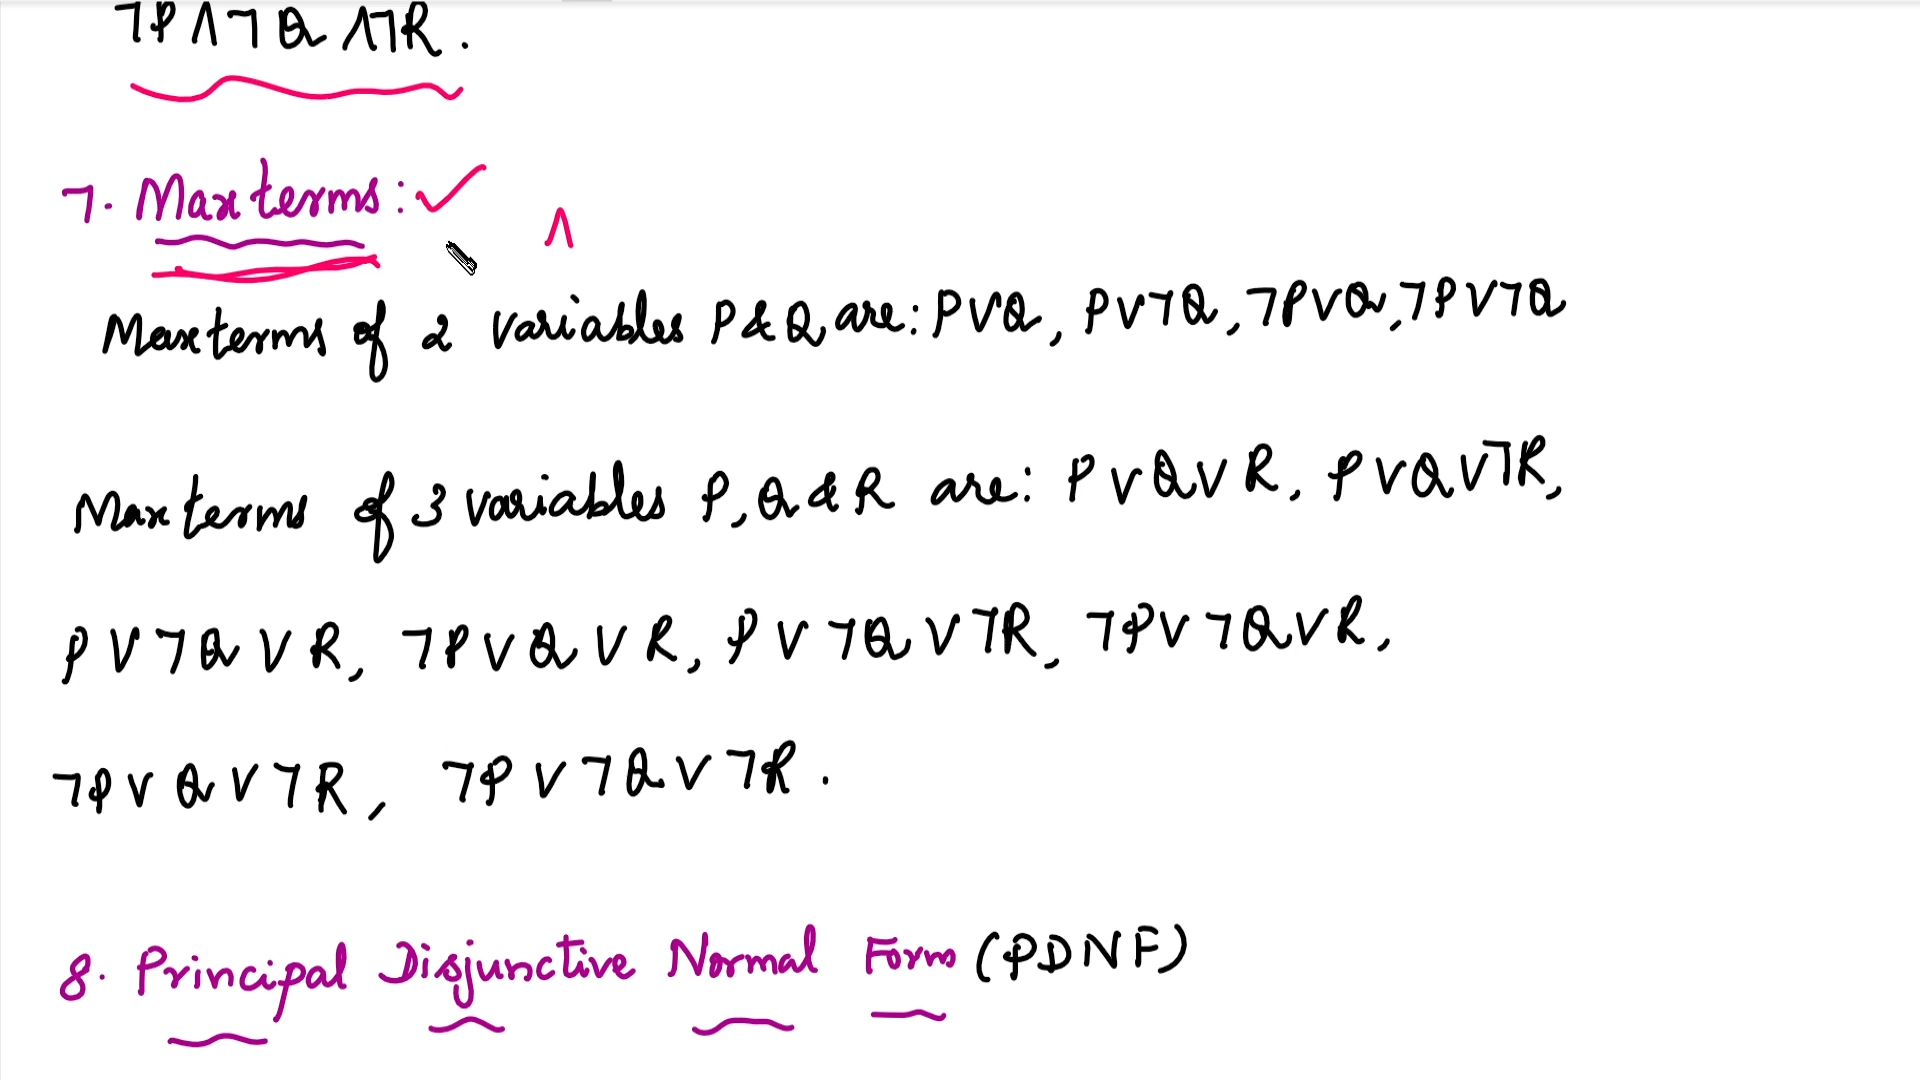 ¬P∧¬Q∧¬R.
7. Maxterms: ✓
∧
Maxterms of 2 variables P & Q are: P∨Q, P∨¬Q, ¬P∨Q, ¬P∨¬Q
Maxterms of 3 variables P, Q & R are: P∨Q∨R, P∨Q∨¬R,
P∨¬Q∨R, ¬P∨Q∨R, P∨¬Q∨¬R, ¬P∨¬Q∨R,
¬P∨Q∨¬R, ¬P∨¬Q∨¬R.
8. Principal Disjunctive Normal Form (PDNF)